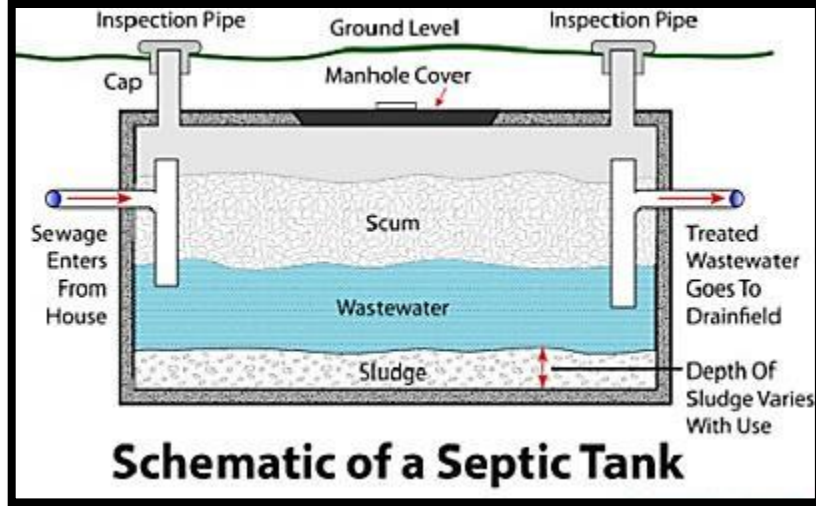 Inspection Pipe
Ground Level
Inspection Pipe
Cap
Manhole Cover
Scum
Sewage
Enters
From
House
Treated
Wastewater
Goes To
Drainfield
Wastewater
Sludge
Depth Of
Sludge Varies
With Use
Schematic of a Septic Tank